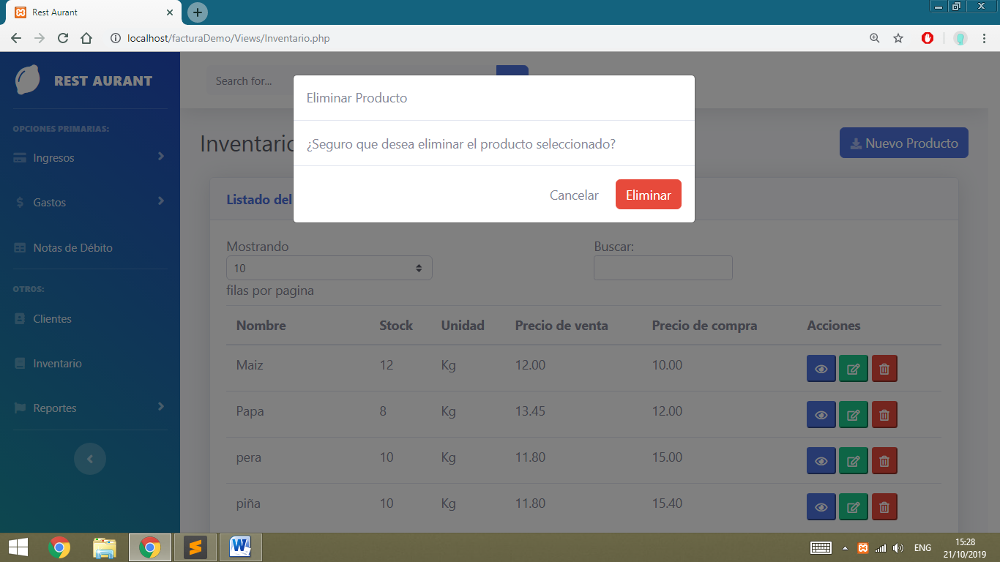 Rest Aurant
localhost/facturaDemo/Views/Inventario.php
REST AURANT
Search for...
Eliminar Producto
¿Seguro que desea eliminar el producto seleccionado?
Cancelar Eliminar
OPCIONES PRIMARIAS:
Ingresos
Gastos
Notas de Débito
OTROS:
Clientes
Inventario
Reportes
Inventario
Nuevo Producto
Listado del
Mostrando
10
filas por pagina
Buscar:
Nombre Stock Unidad Precio de venta Precio de compra Acciones
Maiz 12 Kg 12.00 10.00
Papa 8 Kg 13.45 12.00
pera 10 Kg 11.80 15.00
piña 10 Kg 11.80 15.40
ENG
15:28
21/10/2019